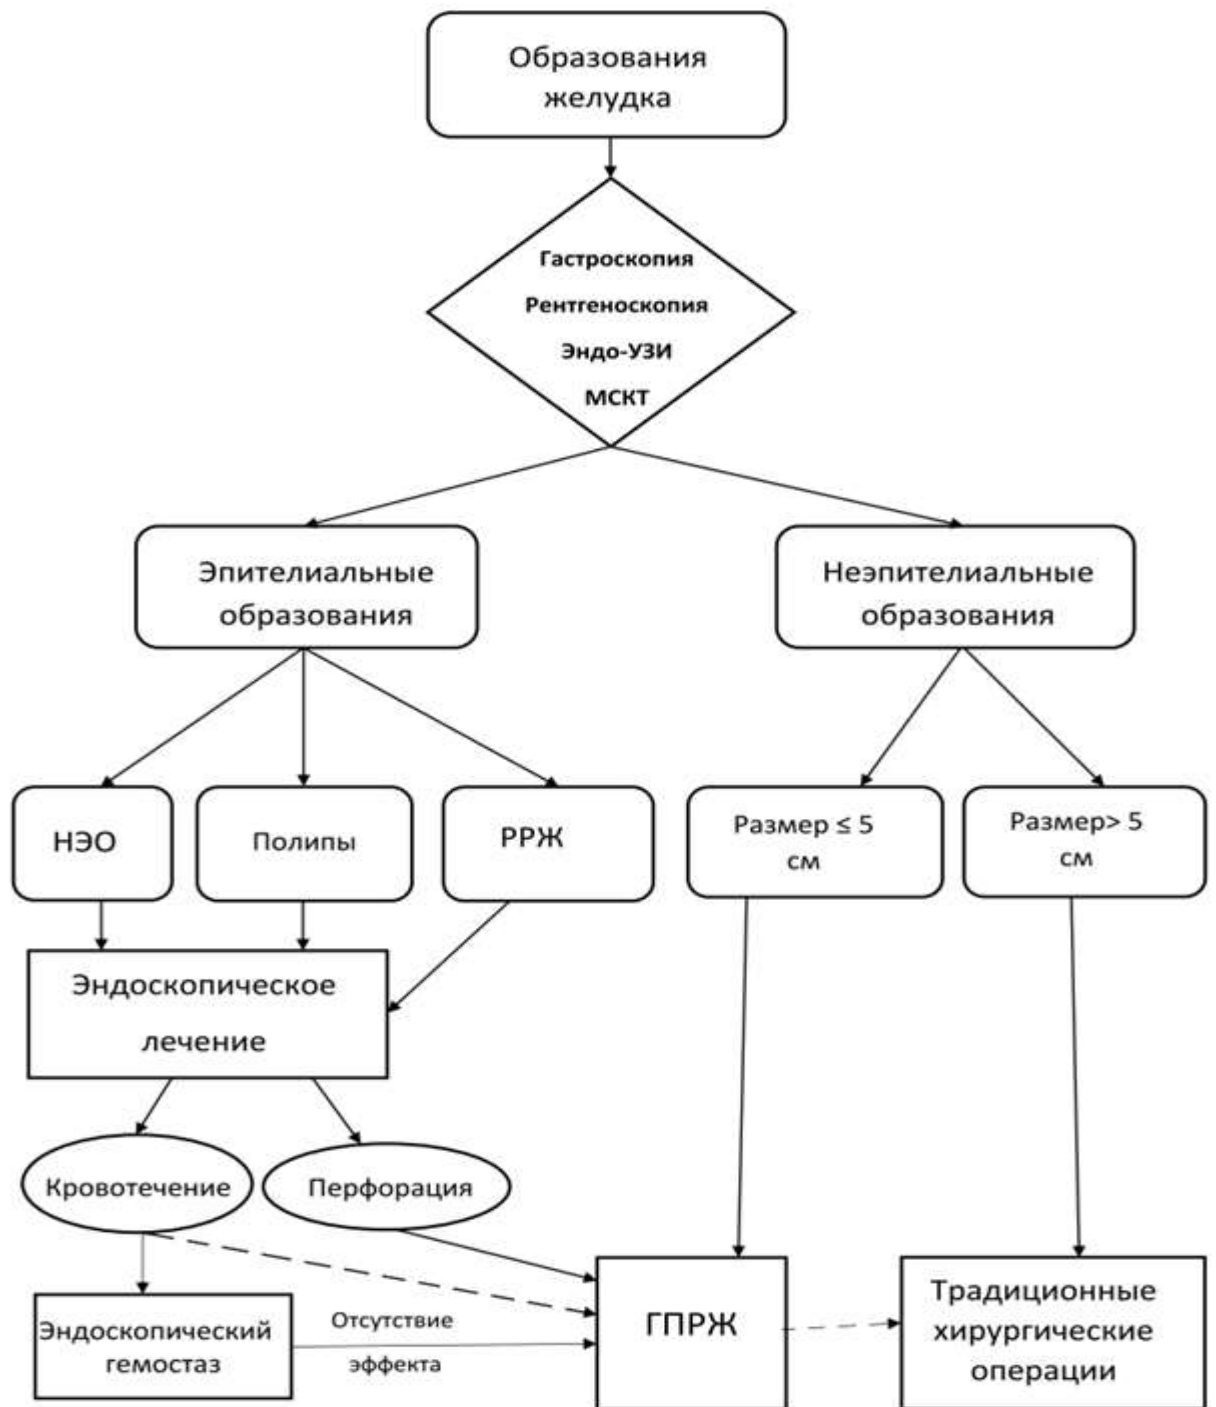 Образования
желудка
Гастроскопия
Рентгеноскопия
Эндо-УЗИ
МСКТ
Эпителиальные
образования
Неэпителиальные
образования
НЭО
Полипы
РРЖ
Размер ≤ 5
см
Размер> 5
см
Эндоскопическое
лечение
Кровотечение
Перфорация
Эндоскопический
гемостаз
Отсутствие
эффекта
ГПРЖ
Традиционные
хирургические
операции